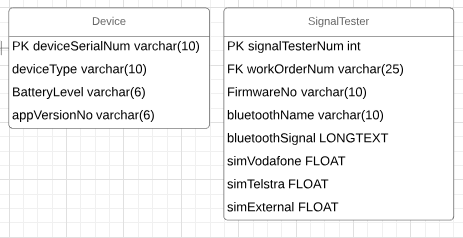 Device
PK deviceSerialNum varchar(10)
deviceType varchar(10)
BatteryLevel varchar(6)
appVersionNo varchar(6)
SignalTester
PK signalTesterNum int
FK workOrderNum varchar(25)
FirmwareNo varchar(10)
bluetoothName varchar(10)
bluetoothSignal LONGTEXT
simVodafone FLOAT
simTelstra FLOAT
simExternal FLOAT